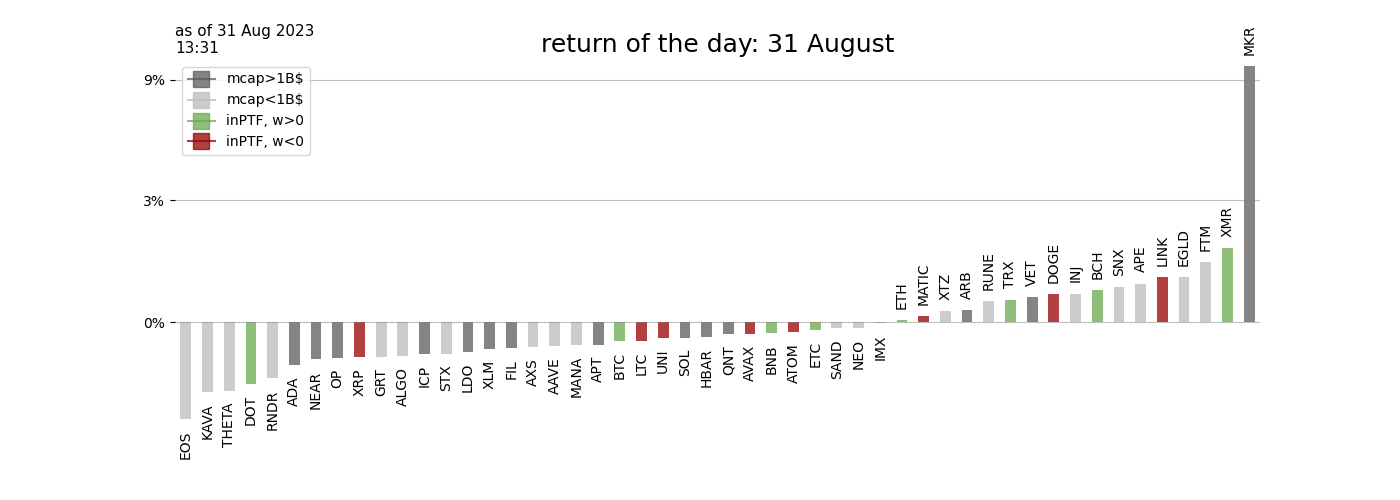 as of 31 Aug 2023
13:31
return of the day: 31 August
MKR
9%
mcap>1B$
mcap<1B$
inPTF, w>0
inPTF, w<0
3%
0%
EOS
KAVA
THETA
DOT
RNDR
ADA
NEAR
OP
XRP
GRT
ALGO
ICP
STX
LDO
XLM
FIL
AXS
AAVE
MANA
APT
BTC
LTC
UNI
SOL
HBAR
QNT
AVAX
BNB
ATOM
ETC
SAND
NEO
IMX
ETH
MATIC
XTZ
ARB
RUNE
TRX
VET
DOGE
INJ
BCH
SNX
APE
LINK
EGLD
FTM
XMR